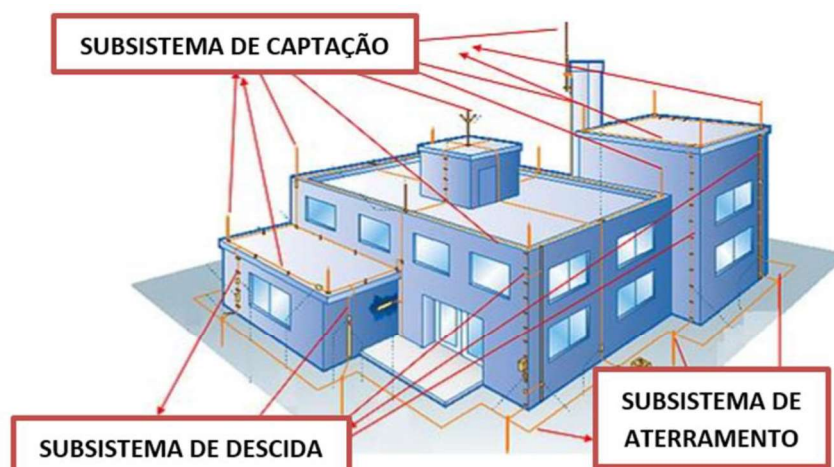 SUBSISTEMA DE CAPTAÇÃO
SUBSISTEMA DE DESCIDA
SUBSISTEMA DE
ATERRAMENTO